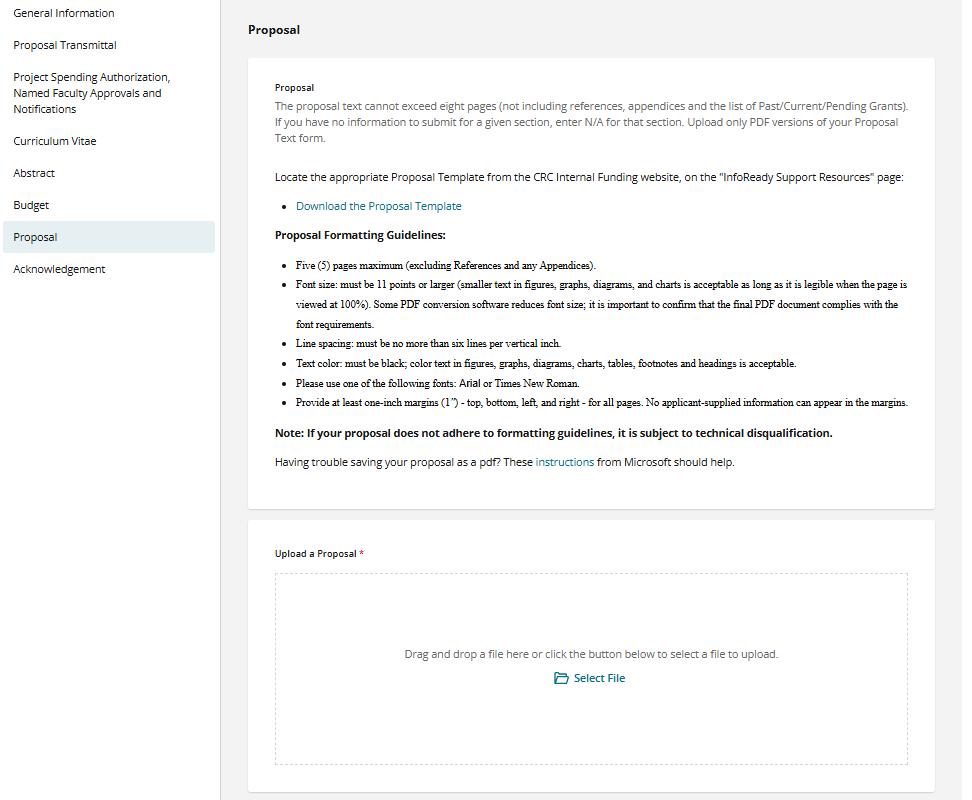 General Information
Proposal Transmittal
Project Spending Authorization,
Named Faculty Approvals and
Notifications
Curriculum Vitae
Abstract
Budget
Proposal
Acknowledgement
Proposal
Proposal
The proposal text cannot exceed eight pages (not including references, appendices and the list of Past/Current/Pending Grants).
If you have no information to submit for a given section, enter N/A for that section. Upload only PDF versions of your Proposal
Text form.
Locate the appropriate Proposal Template from the CRC Internal Funding website, on the "InfoReady Support Resources" page:
• Download the Proposal Template
Proposal Formatting Guidelines:
• Five (5) pages maximum (excluding References and any Appendices).
• Font size: must be 11 points or larger (smaller text in figures, graphs, diagrams, and charts is acceptable as long as it is legible when the page is
viewed at 100%). Some PDF conversion software reduces font size; it is important to confirm that the final PDF document complies with the
font requirements.
• Line spacing: must be no more than six lines per vertical inch.
• Text color: must be black; color text in figures, graphs, diagrams, charts, tables, footnotes and headings is acceptable.
• Please use one of the following fonts: Arial or Times New Roman.
• Provide at least one-inch margins (1") - top, bottom, left, and right - for all pages. No applicant-supplied information can appear in the margins.
Note: If your proposal does not adhere to formatting guidelines, it is subject to technical disqualification.
Having trouble saving your proposal as a pdf? These instructions from Microsoft should help.
Upload a Proposal *
Drag and drop a file here or click the button below to select a file to upload.
Select File